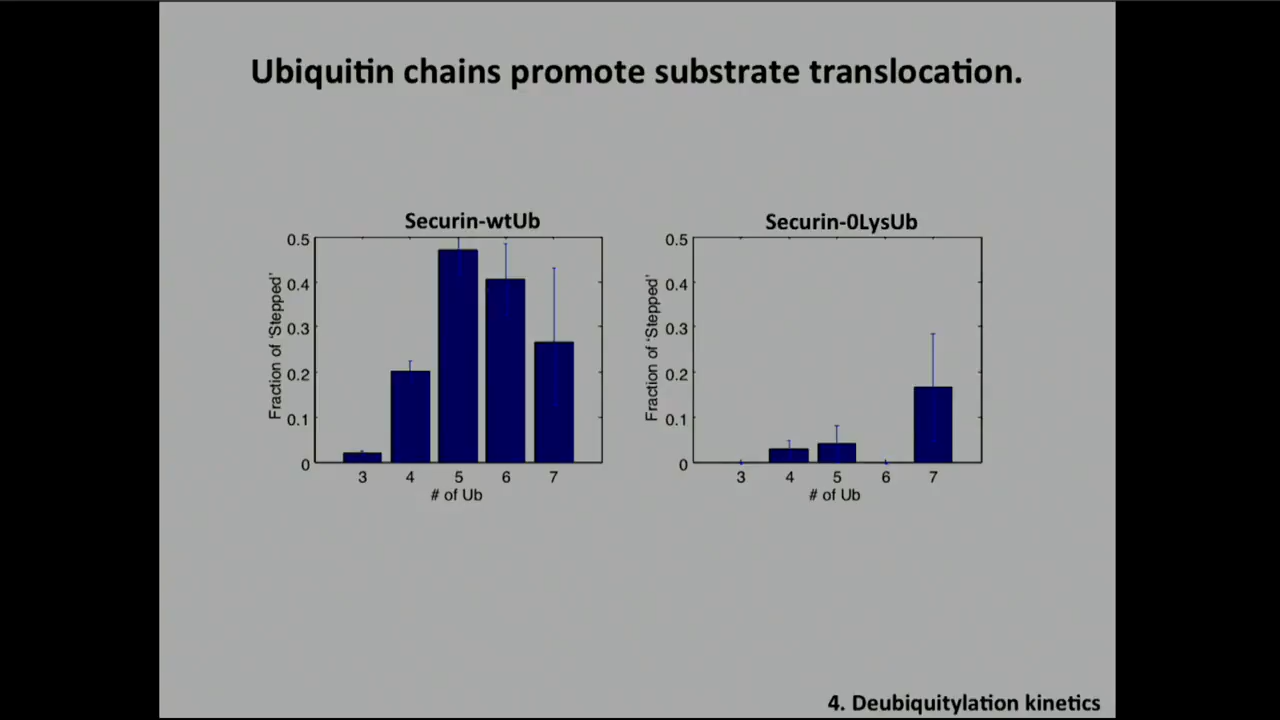 Ubiquitin chains promote substrate translocation.
Securin-wtUb
Fraction of 'Stepped'
0.5
0.4
0.3
0.2
0.1
0
3 4 5 6 7
# of Ub
Securin-0LysUb
Fraction of 'Stepped'
0.5
0.4
0.3
0.2
0.1
0
3 4 5 6 7
# of Ub
4. Deubiquitylation kinetics